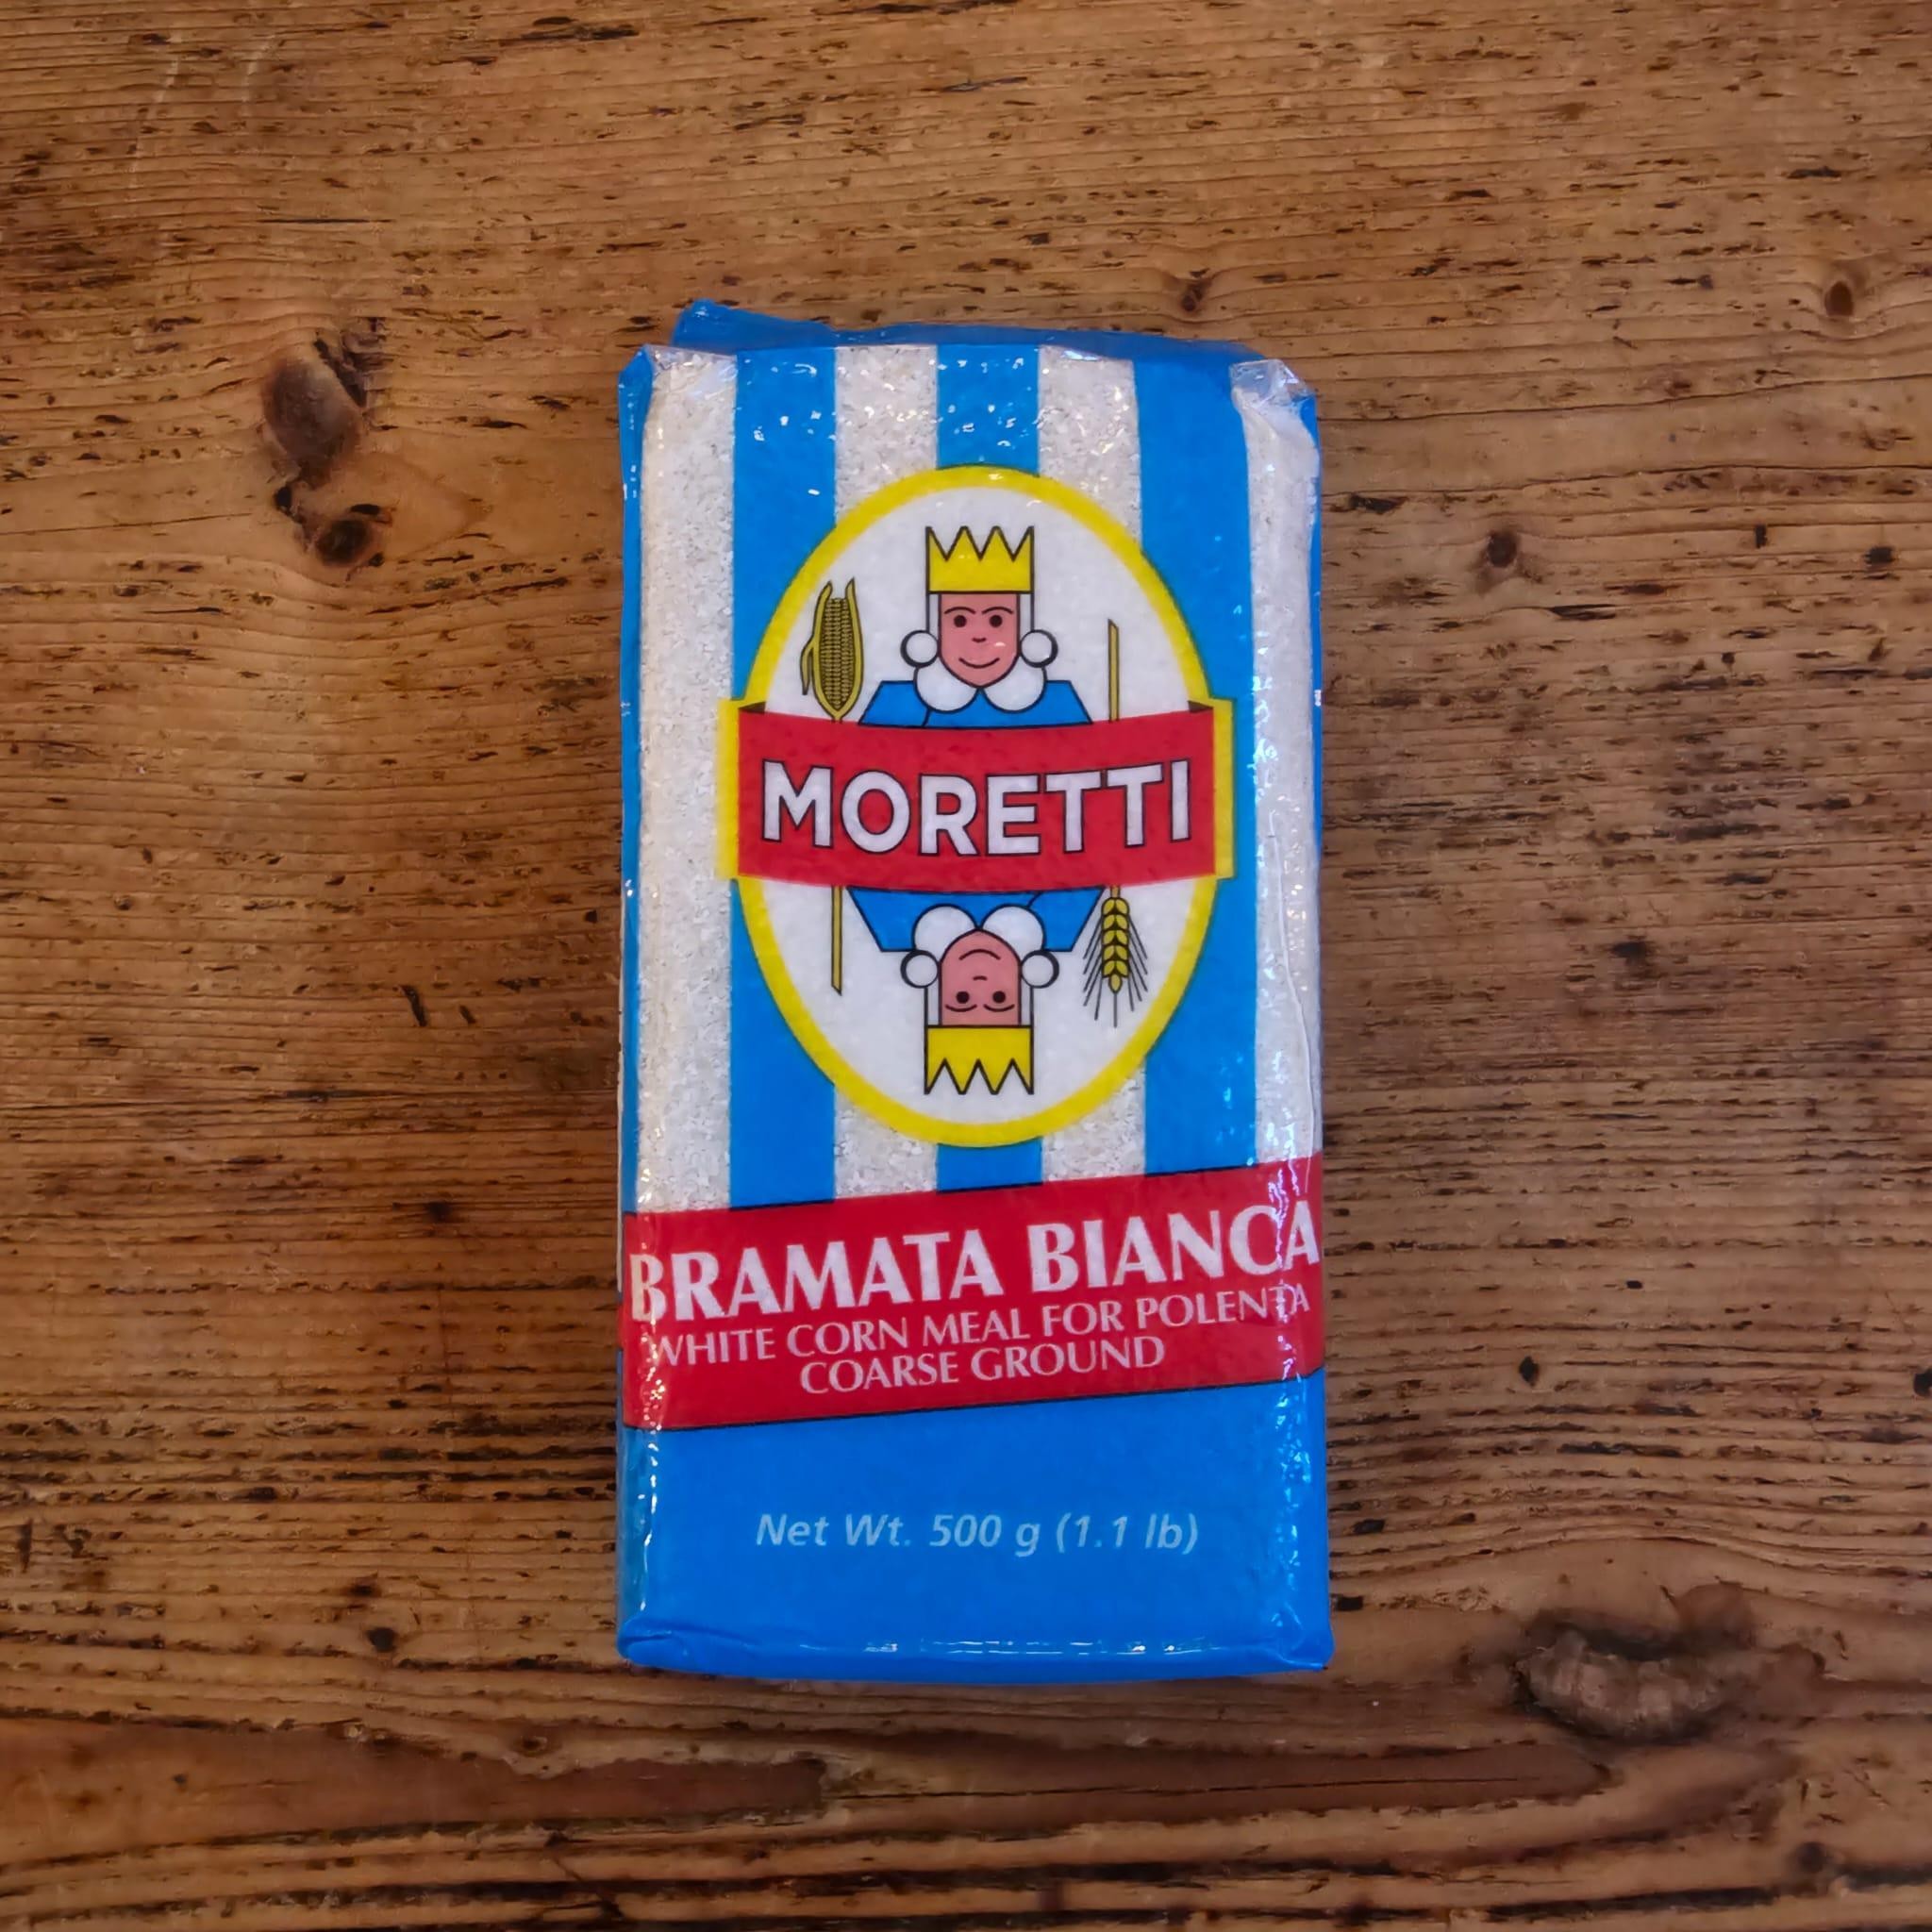 MORETTI
BRAMATA BIANCA
WHITE CORN MEAL FOR POLENTA
COARSE GROUND
Net Wt. 500 g (1.1 lb)